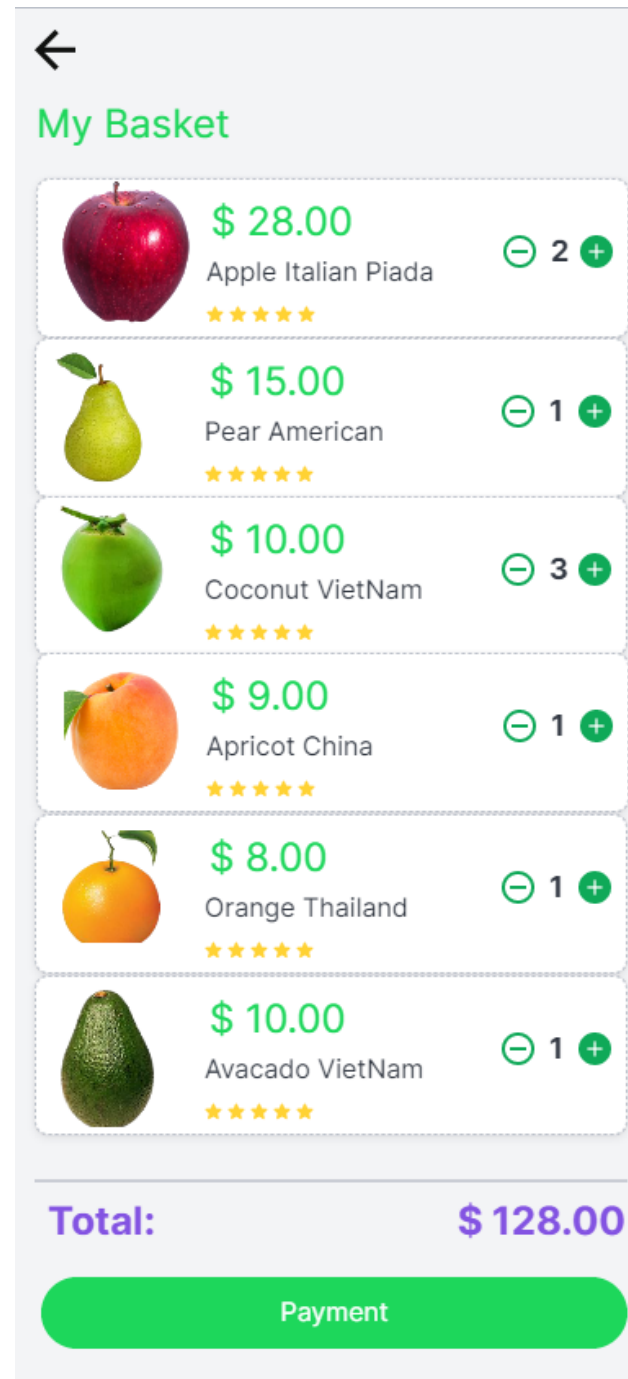 My Basket
$ 28.00
Apple Italian Piada
2
$ 15.00
Pear American
1
$ 10.00
Coconut VietNam
3
$ 9.00
Apricot China
1
$ 8.00
Orange Thailand
1
$ 10.00
Avacado VietNam
1
Total: $ 128.00
Payment